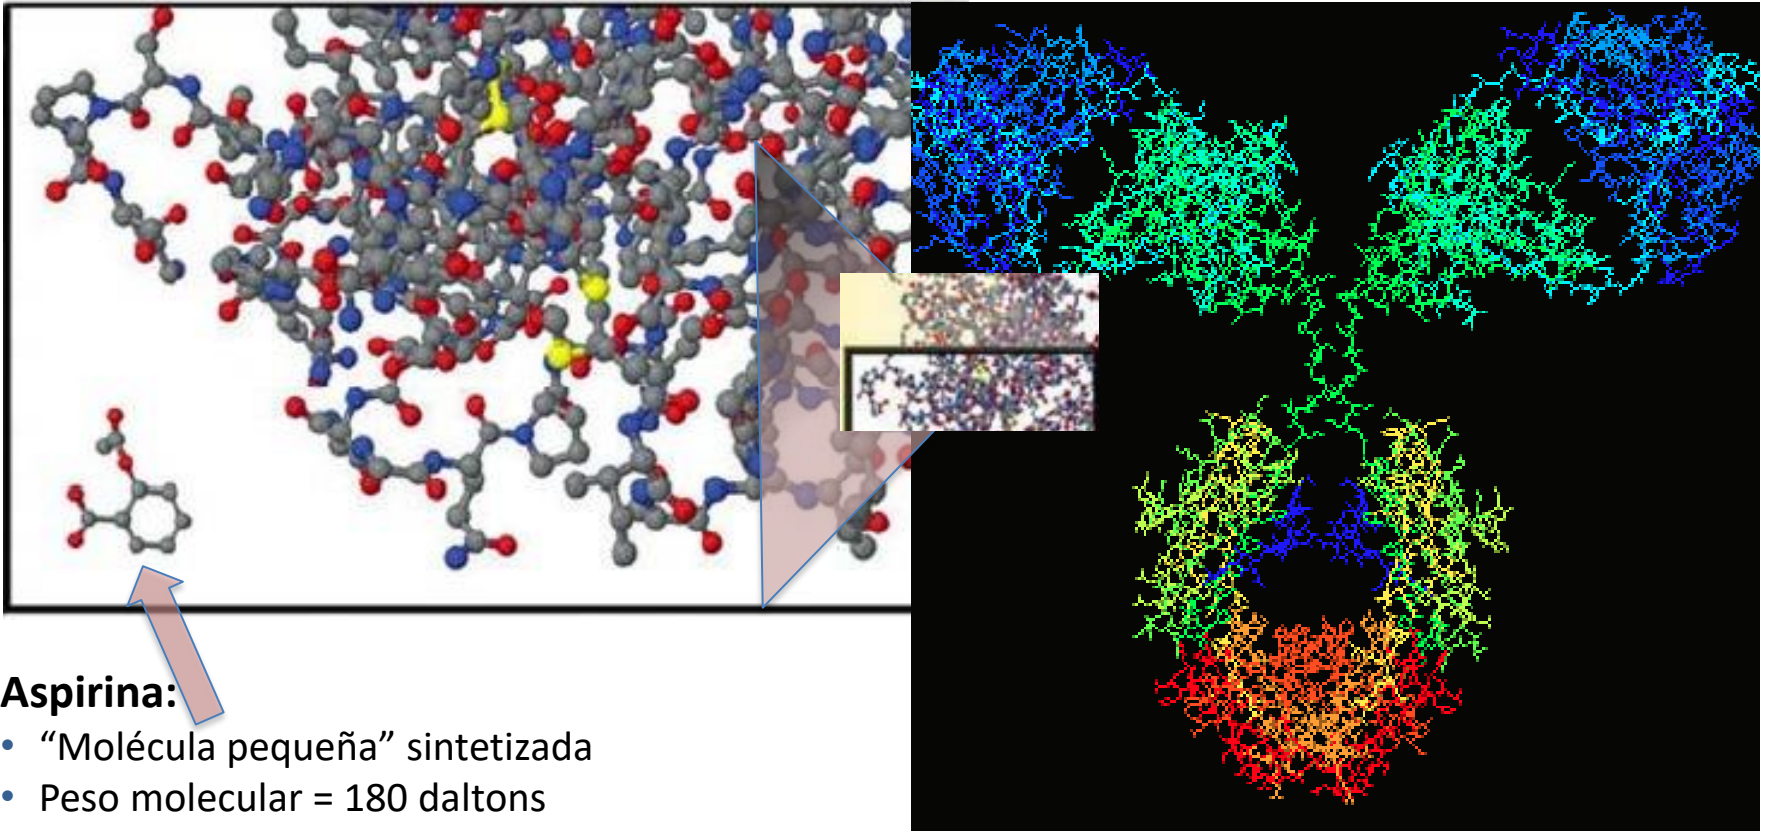 Aspirina:
• “Molécula pequeña” sintetizada
• Peso molecular = 180 daltons